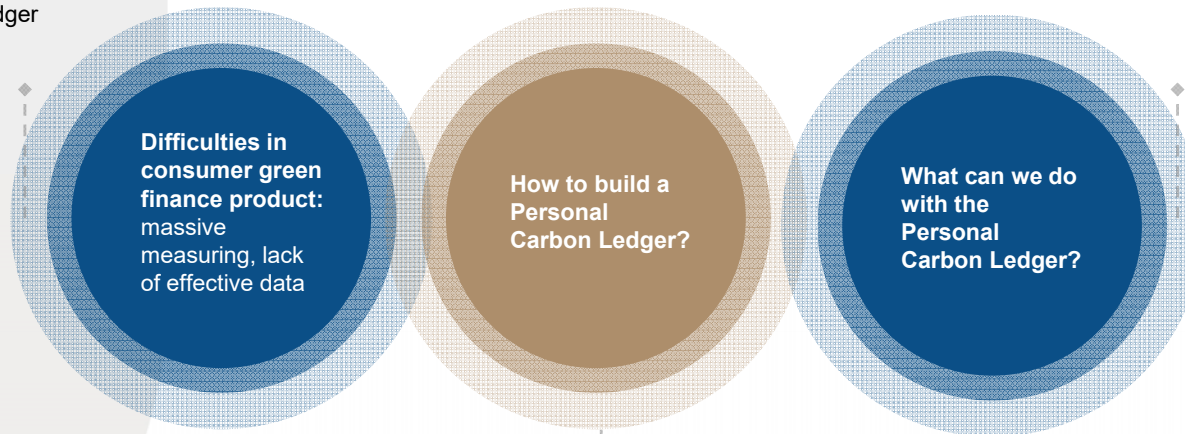 Difficulties in
consumer green
finance product:
massive
measuring, lack
of effective data
How to build a
Personal
Carbon Ledger?
What can we do
with the
Personal
Carbon Ledger?